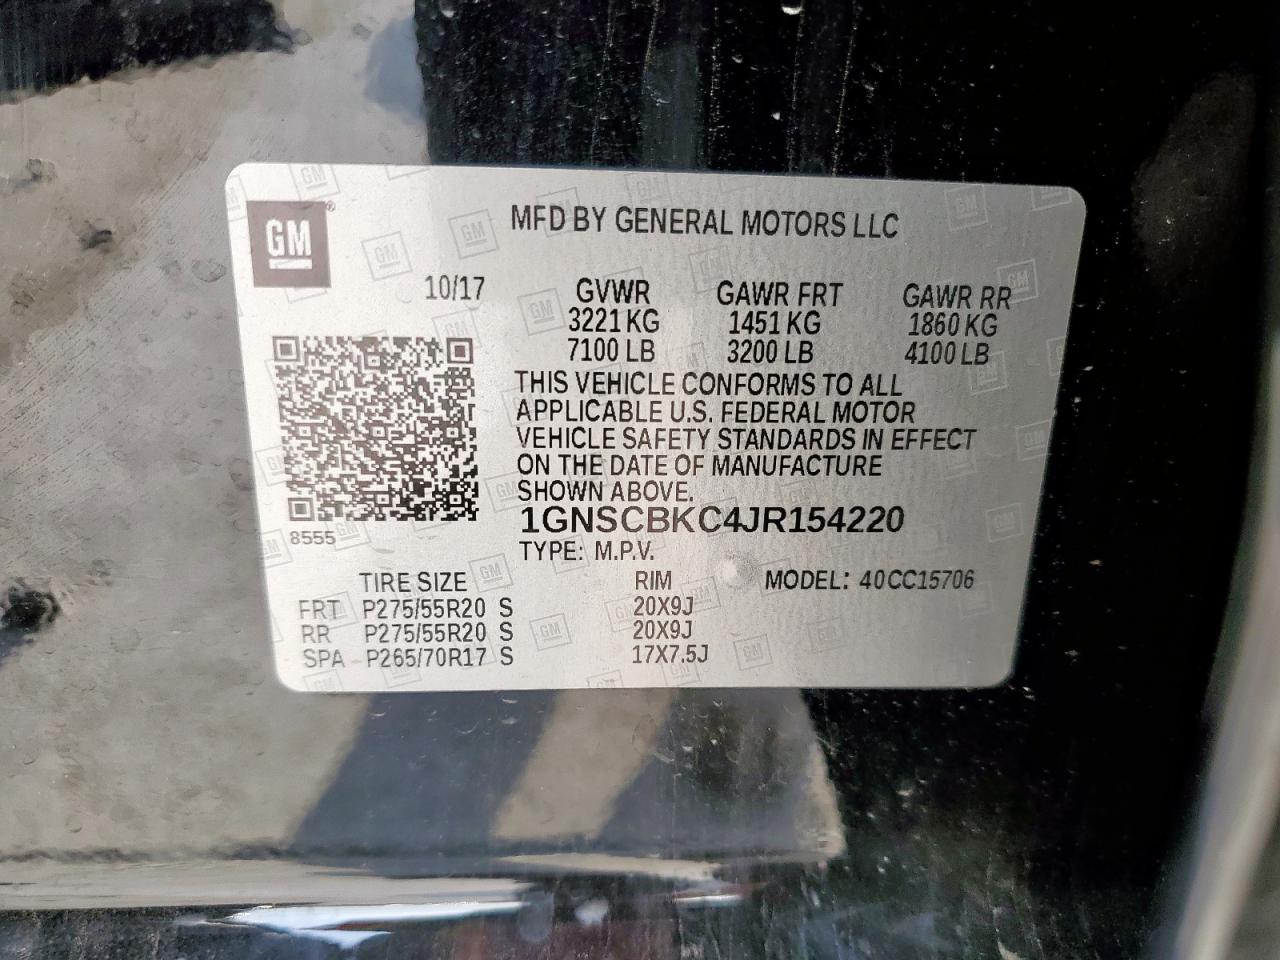 GM
MFD BY GENERAL MOTORS LLC
10/17
GVWR GAWR FRT GAWR RR
3221 KG 1451 KG 1860 KG
7100 LB 3200 LB 4100 LB
THIS VEHICLE CONFORMS TO ALL
APPLICABLE U.S. FEDERAL MOTOR
VEHICLE SAFETY STANDARDS IN EFFECT
ON THE DATE OF MANUFACTURE
SHOWN ABOVE.
8555
1GNSCBKC4JR154220
TYPE: M.P.V.
TIRE SIZE RIM MODEL: 40CC15706
FRT P275/55R20 S 20X9J
RR P275/55R20 S 20X9J
SPA P265/70R17 S 17X7.5J